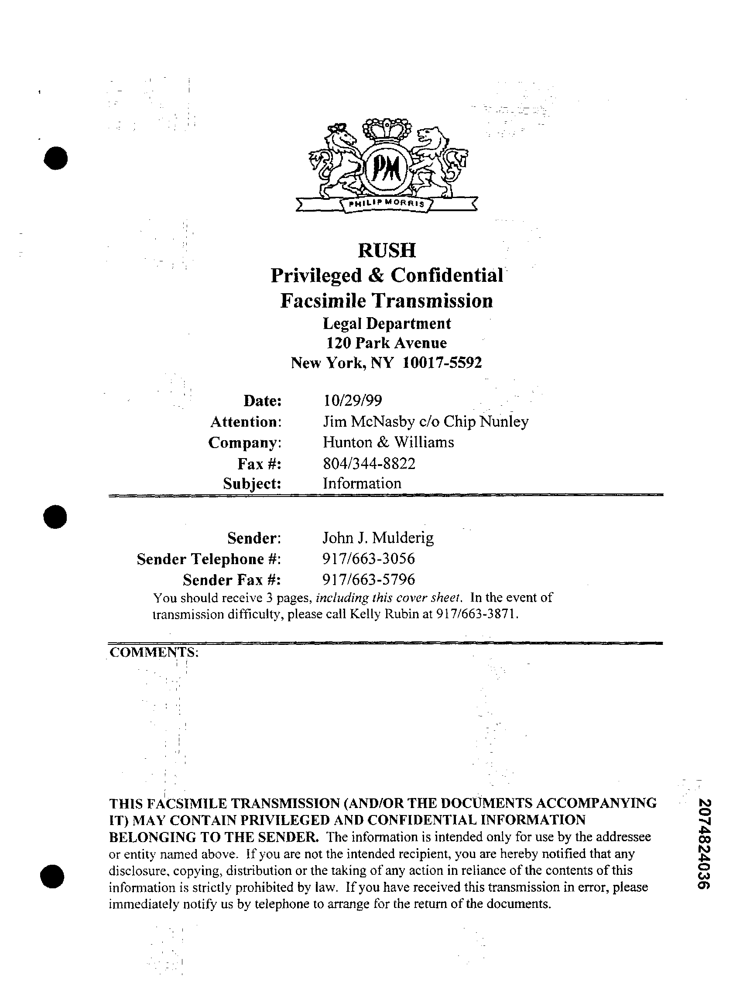 PM
PHILIP MORRIS
RUSH
Privileged & Confidential
Facsimile Transmission
Legal Department
120 Park Avenue
New York, NY 10017-5592
Date: 10/29/99
Attention: Jim McNasby c/o Chip Nunley
Company: Hunton & Williams
Fax #: 804/344-8822
Subject: Information
Sender: John J. Mulderig
Sender Telephone #: 917/663-3056
Sender Fax #: 917/663-5796
You should receive 3 pages, including this cover sheet. In the event of
transmission difficulty, please call Kelly Rubin at 917/663-3871.
COMMENTS:
THIS FACSIMILE TRANSMISSION (AND/OR THE DOCUMENTS ACCOMPANYING
IT) MAY CONTAIN PRIVILEGED AND CONFIDENTIAL INFORMATION
BELONGING TO THE SENDER. The information is intended only for use by the addressee
or entity named above. If you are not the intended recipient, you are hereby notified that any
disclosure, copying, distribution or the taking of any action in reliance of the contents of this
information is strictly prohibited by law. If you have received this transmission in error, please
immediately notify us by telephone to arrange for the return of the documents.
2074824036